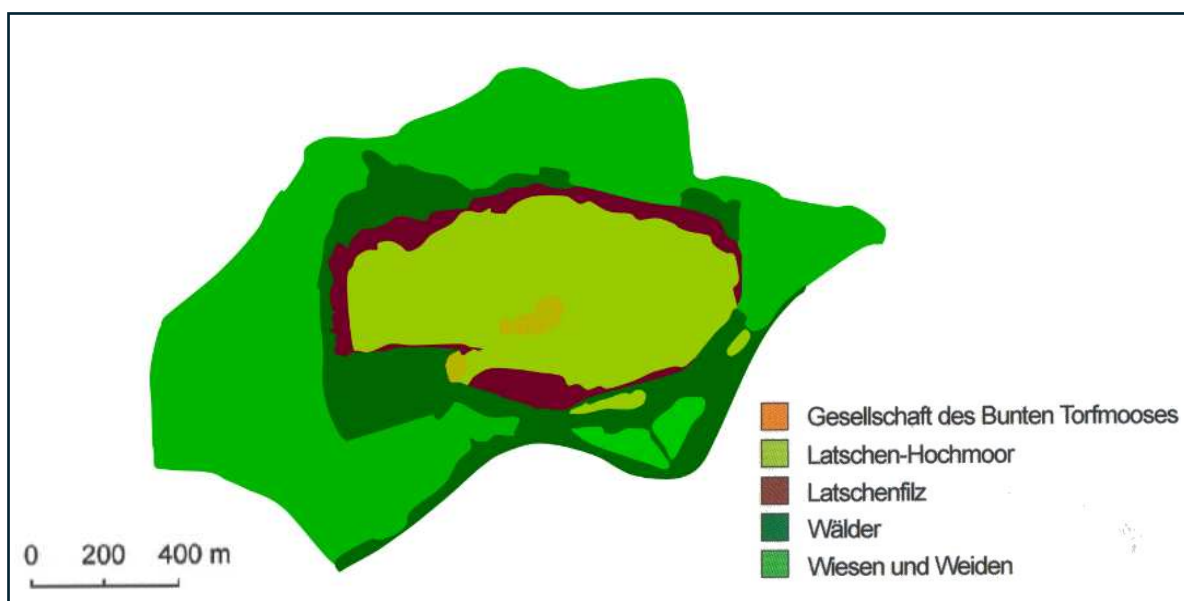 Gesellschaft des Bunten Torfmooses
Latschen-Hochmoor
Latschenfilz
Wälder
Wiesen und Weiden
0 200 400 m